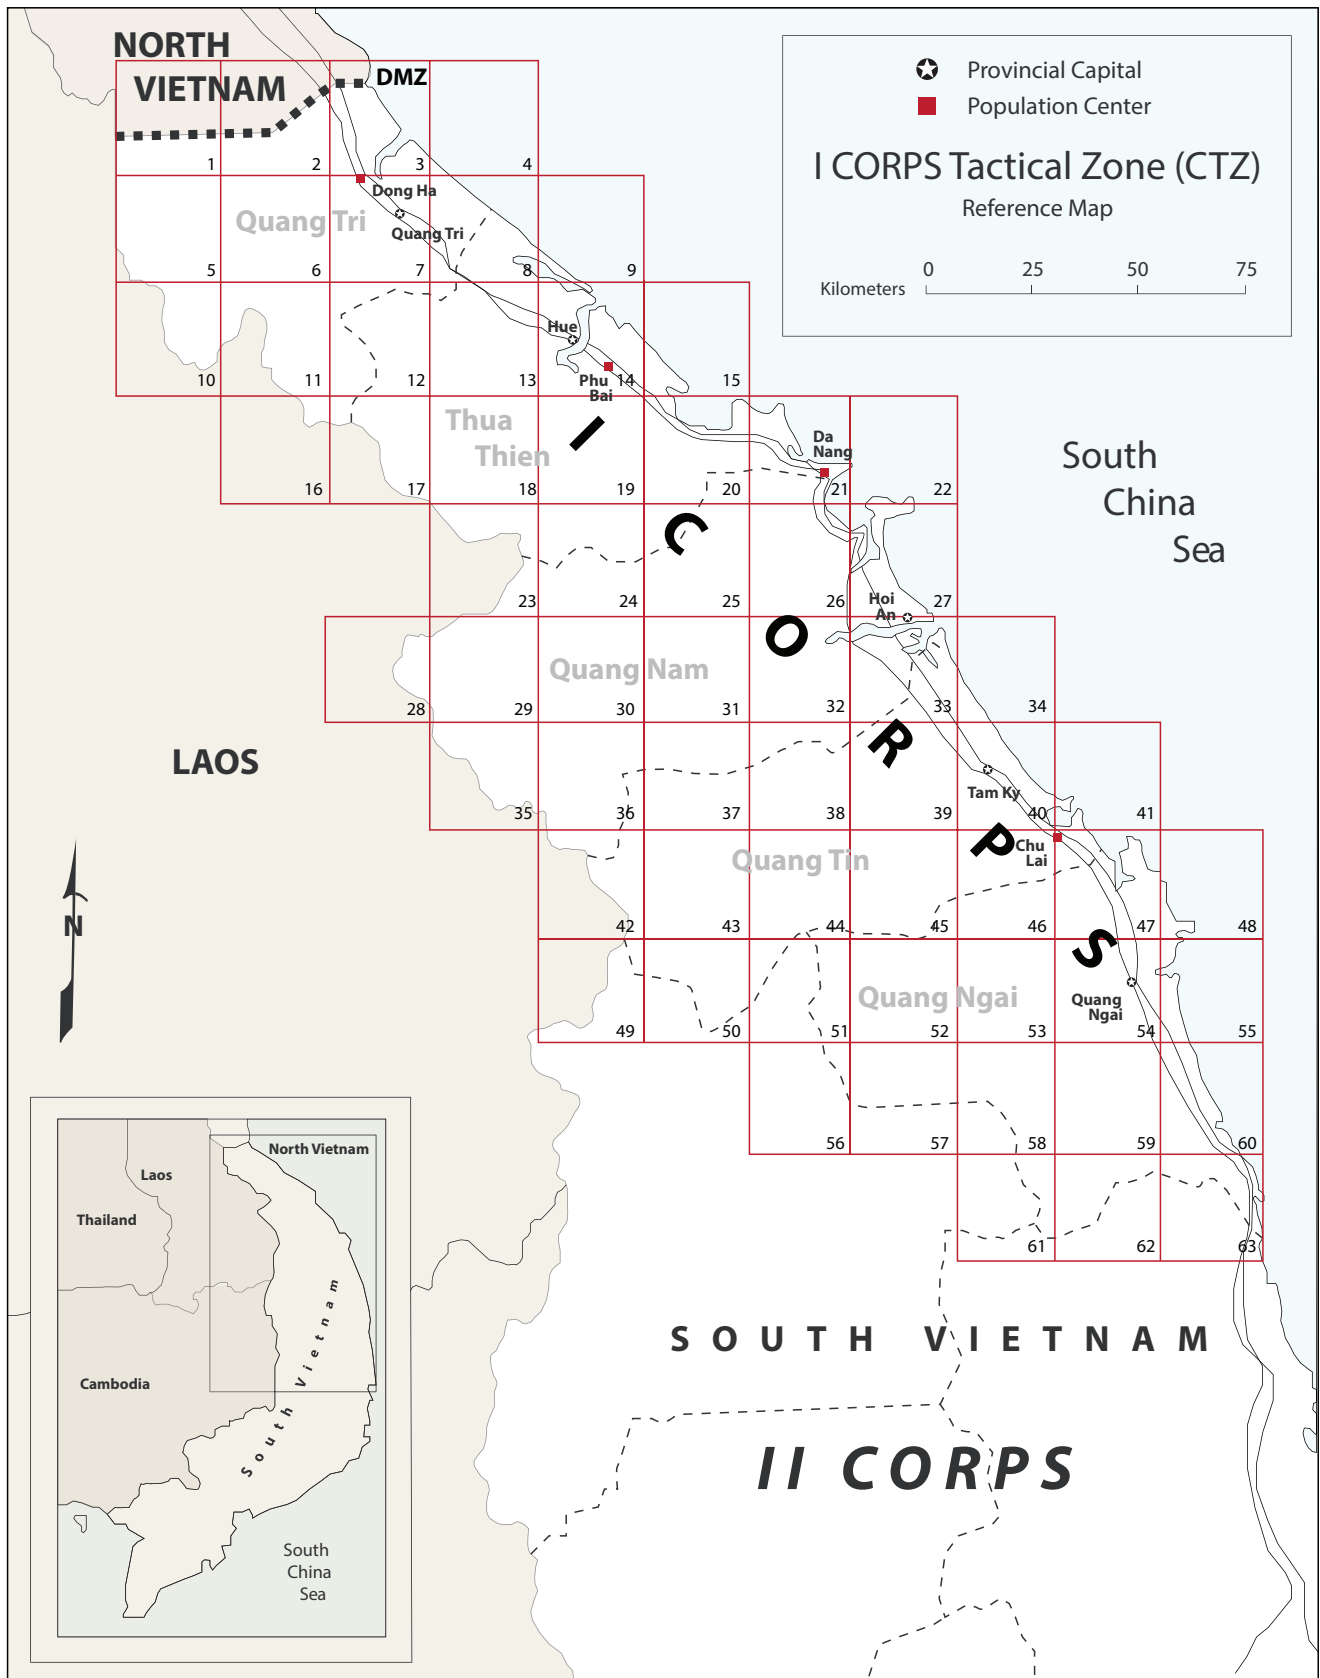 NORTH
VIETNAM
DMZ
Provincial Capital
Population Center
I CORPS Tactical Zone (CTZ)
Reference Map
0 25 50 75
Kilometers
1 2 3 4
Dong Ha
Quang Tri
Quang Tri
5 6 7 8 9
Hue
Phu
Bai
10 11 12 13 14 15
Thua
Thien
I
Da
Nang
16 17 18 19 20 21 22
South
China
Sea
C
23 24 25 26 27
Hoi
An
O
Quang Nam
28 29 30 31 32 33 34
R
LAOS
Tam Ky
35 36 37 38 39 40 41
P
Chu
Lai
Quang Tin
N
42 43 44 45 46 47 48
S
Quang Ngai
Quang
Ngai
49 50 51 52 53 54 55
56 57 58 59 60
61 62 63
SOUTH VIETNAM
II CORPS
North Vietnam
Laos
Thailand
Cambodia
South Vietnam
South
China
Sea